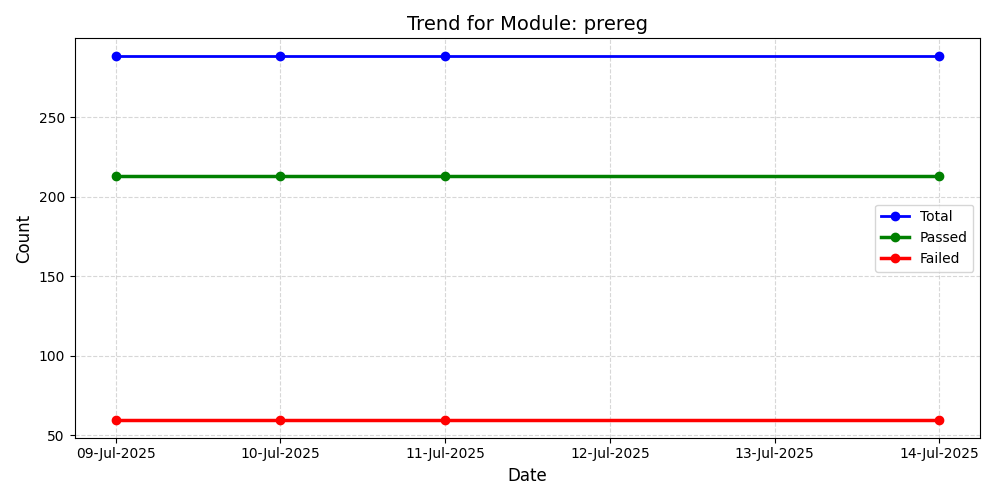 Trend for Module: prereg
Count
250
200
150
100
50
Total
Passed
Failed
09-Jul-2025 10-Jul-2025 11-Jul-2025 12-Jul-2025 13-Jul-2025 14-Jul-2025
Date